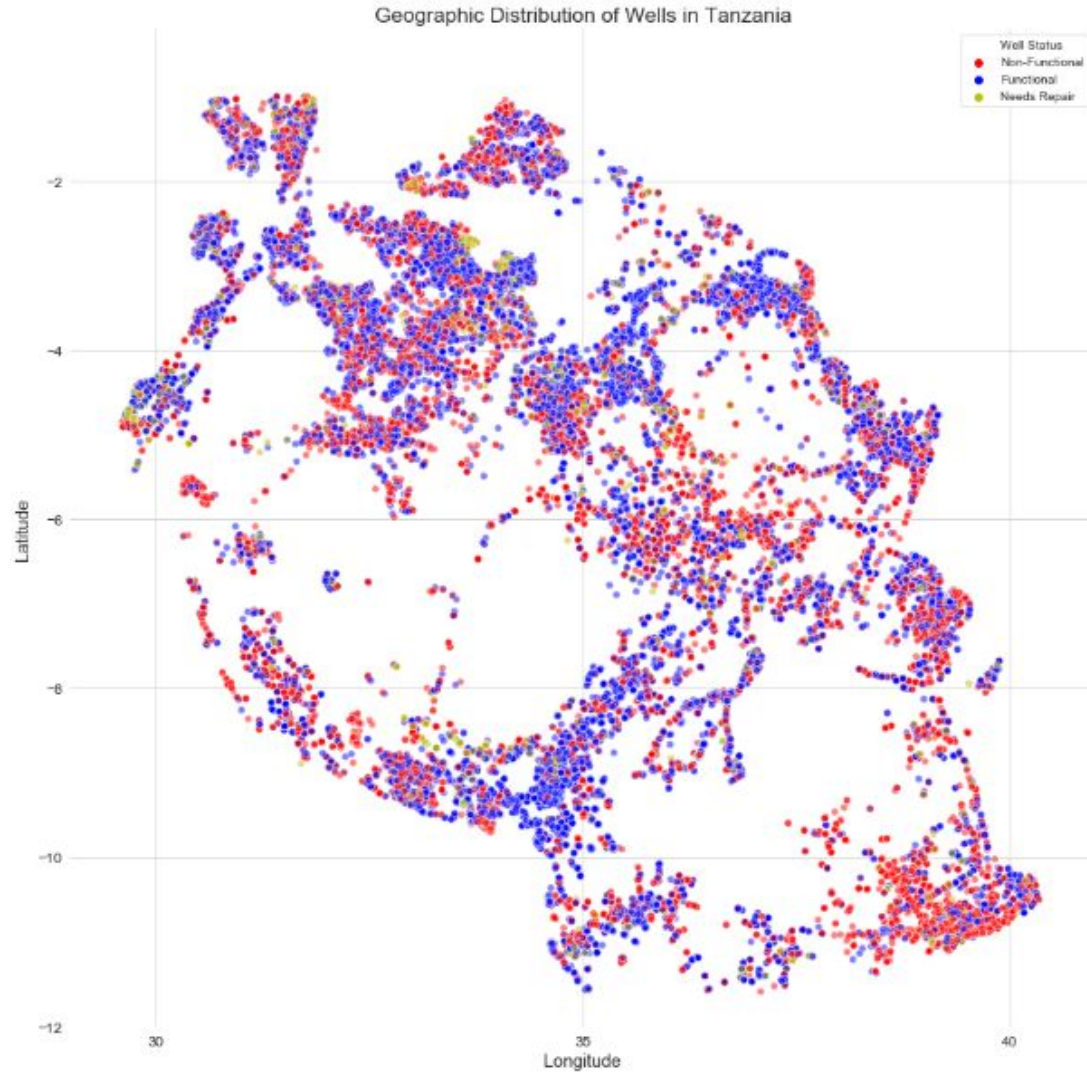 Geographic Distribution of Wells in Tanzania
Well Status
Non-Functional
Functional
Needs Repair
−2
−4
−6
−8
−10
−12
Latitude
30
35
40
Longitude